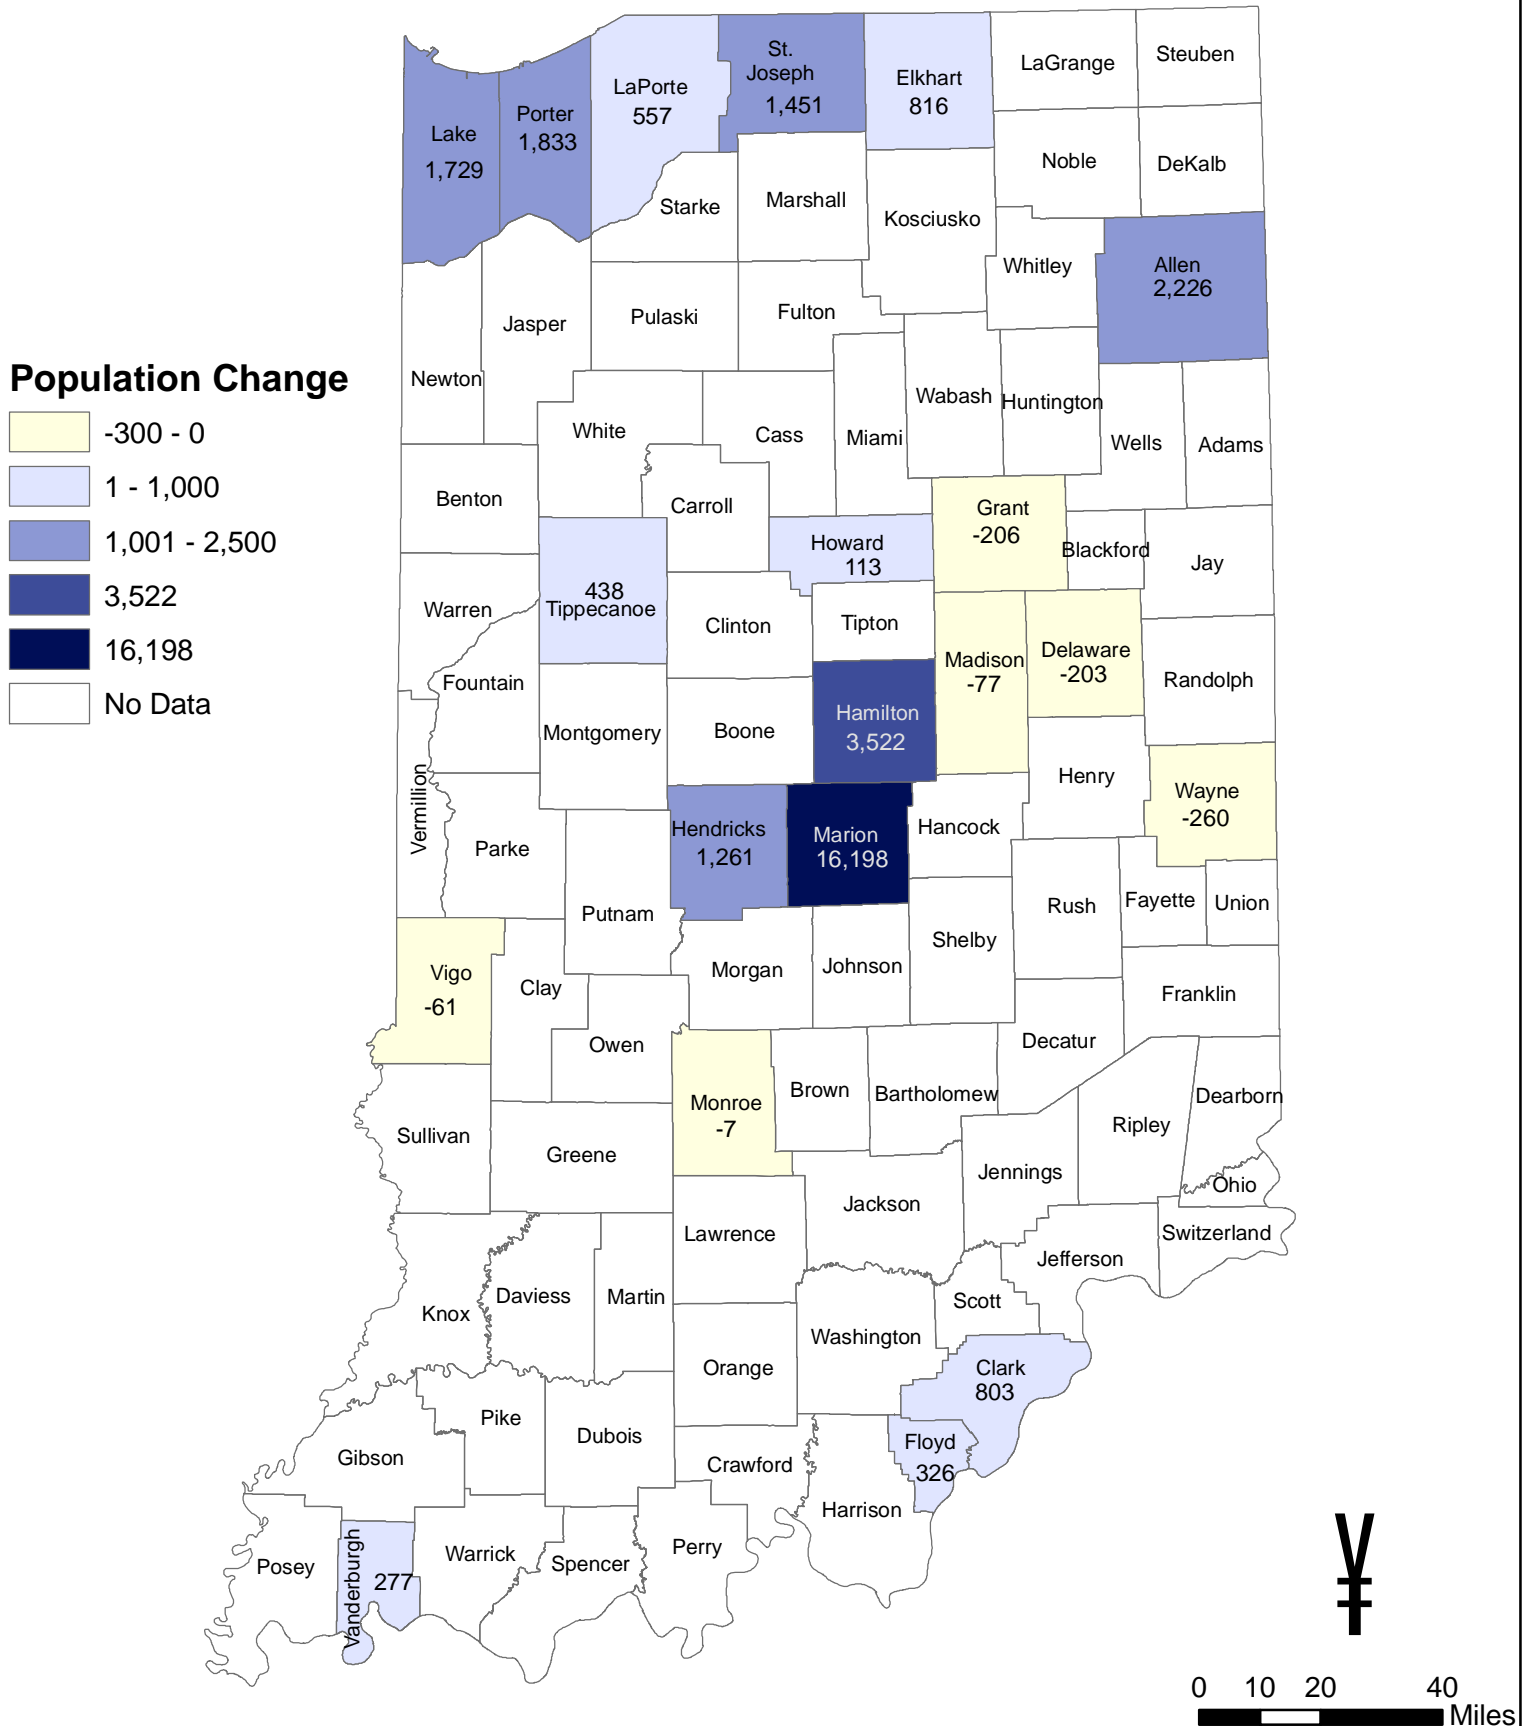 St.
Joseph
1,451
LaPorte
557
Elkhart
816
LaGrange
Steuben
Lake
1,729
Porter
1,833
Noble
DeKalb
Starke
Marshall
Kosciusko
Whitley
Allen
2,226
Jasper
Pulaski
Fulton
Newton
Wabash
Huntington
White
Cass
Miami
Wells
Adams
Population Change
-300 - 0
1 - 1,000
1,001 - 2,500
3,522
16,198
No Data
Benton
Carroll
Grant
-206
Howard
113
Blackford
Jay
Warren
438
Tippecanoe
Clinton
Tipton
Madison
-77
Delaware
-203
Randolph
Fountain
Montgomery
Boone
Hamilton
3,522
Henry
Wayne
-260
Vermillion
Parke
Hendricks
1,261
Marion
16,198
Hancock
Putnam
Rush
Fayette
Union
Shelby
Vigo
-61
Clay
Morgan
Johnson
Franklin
Owen
Decatur
Monroe
-7
Brown
Bartholomew
Dearborn
Ripley
Sullivan
Greene
Jennings
Ohio
Jackson
Lawrence
Switzerland
Jefferson
Knox
Daviess
Martin
Scott
Washington
Orange
Clark
803
Pike
Dubois
Floyd
326
Gibson
Crawford
Harrison
Posey
Vanderburgh
277
Warrick
Spencer
Perry
¥
0 10 20 40
Miles